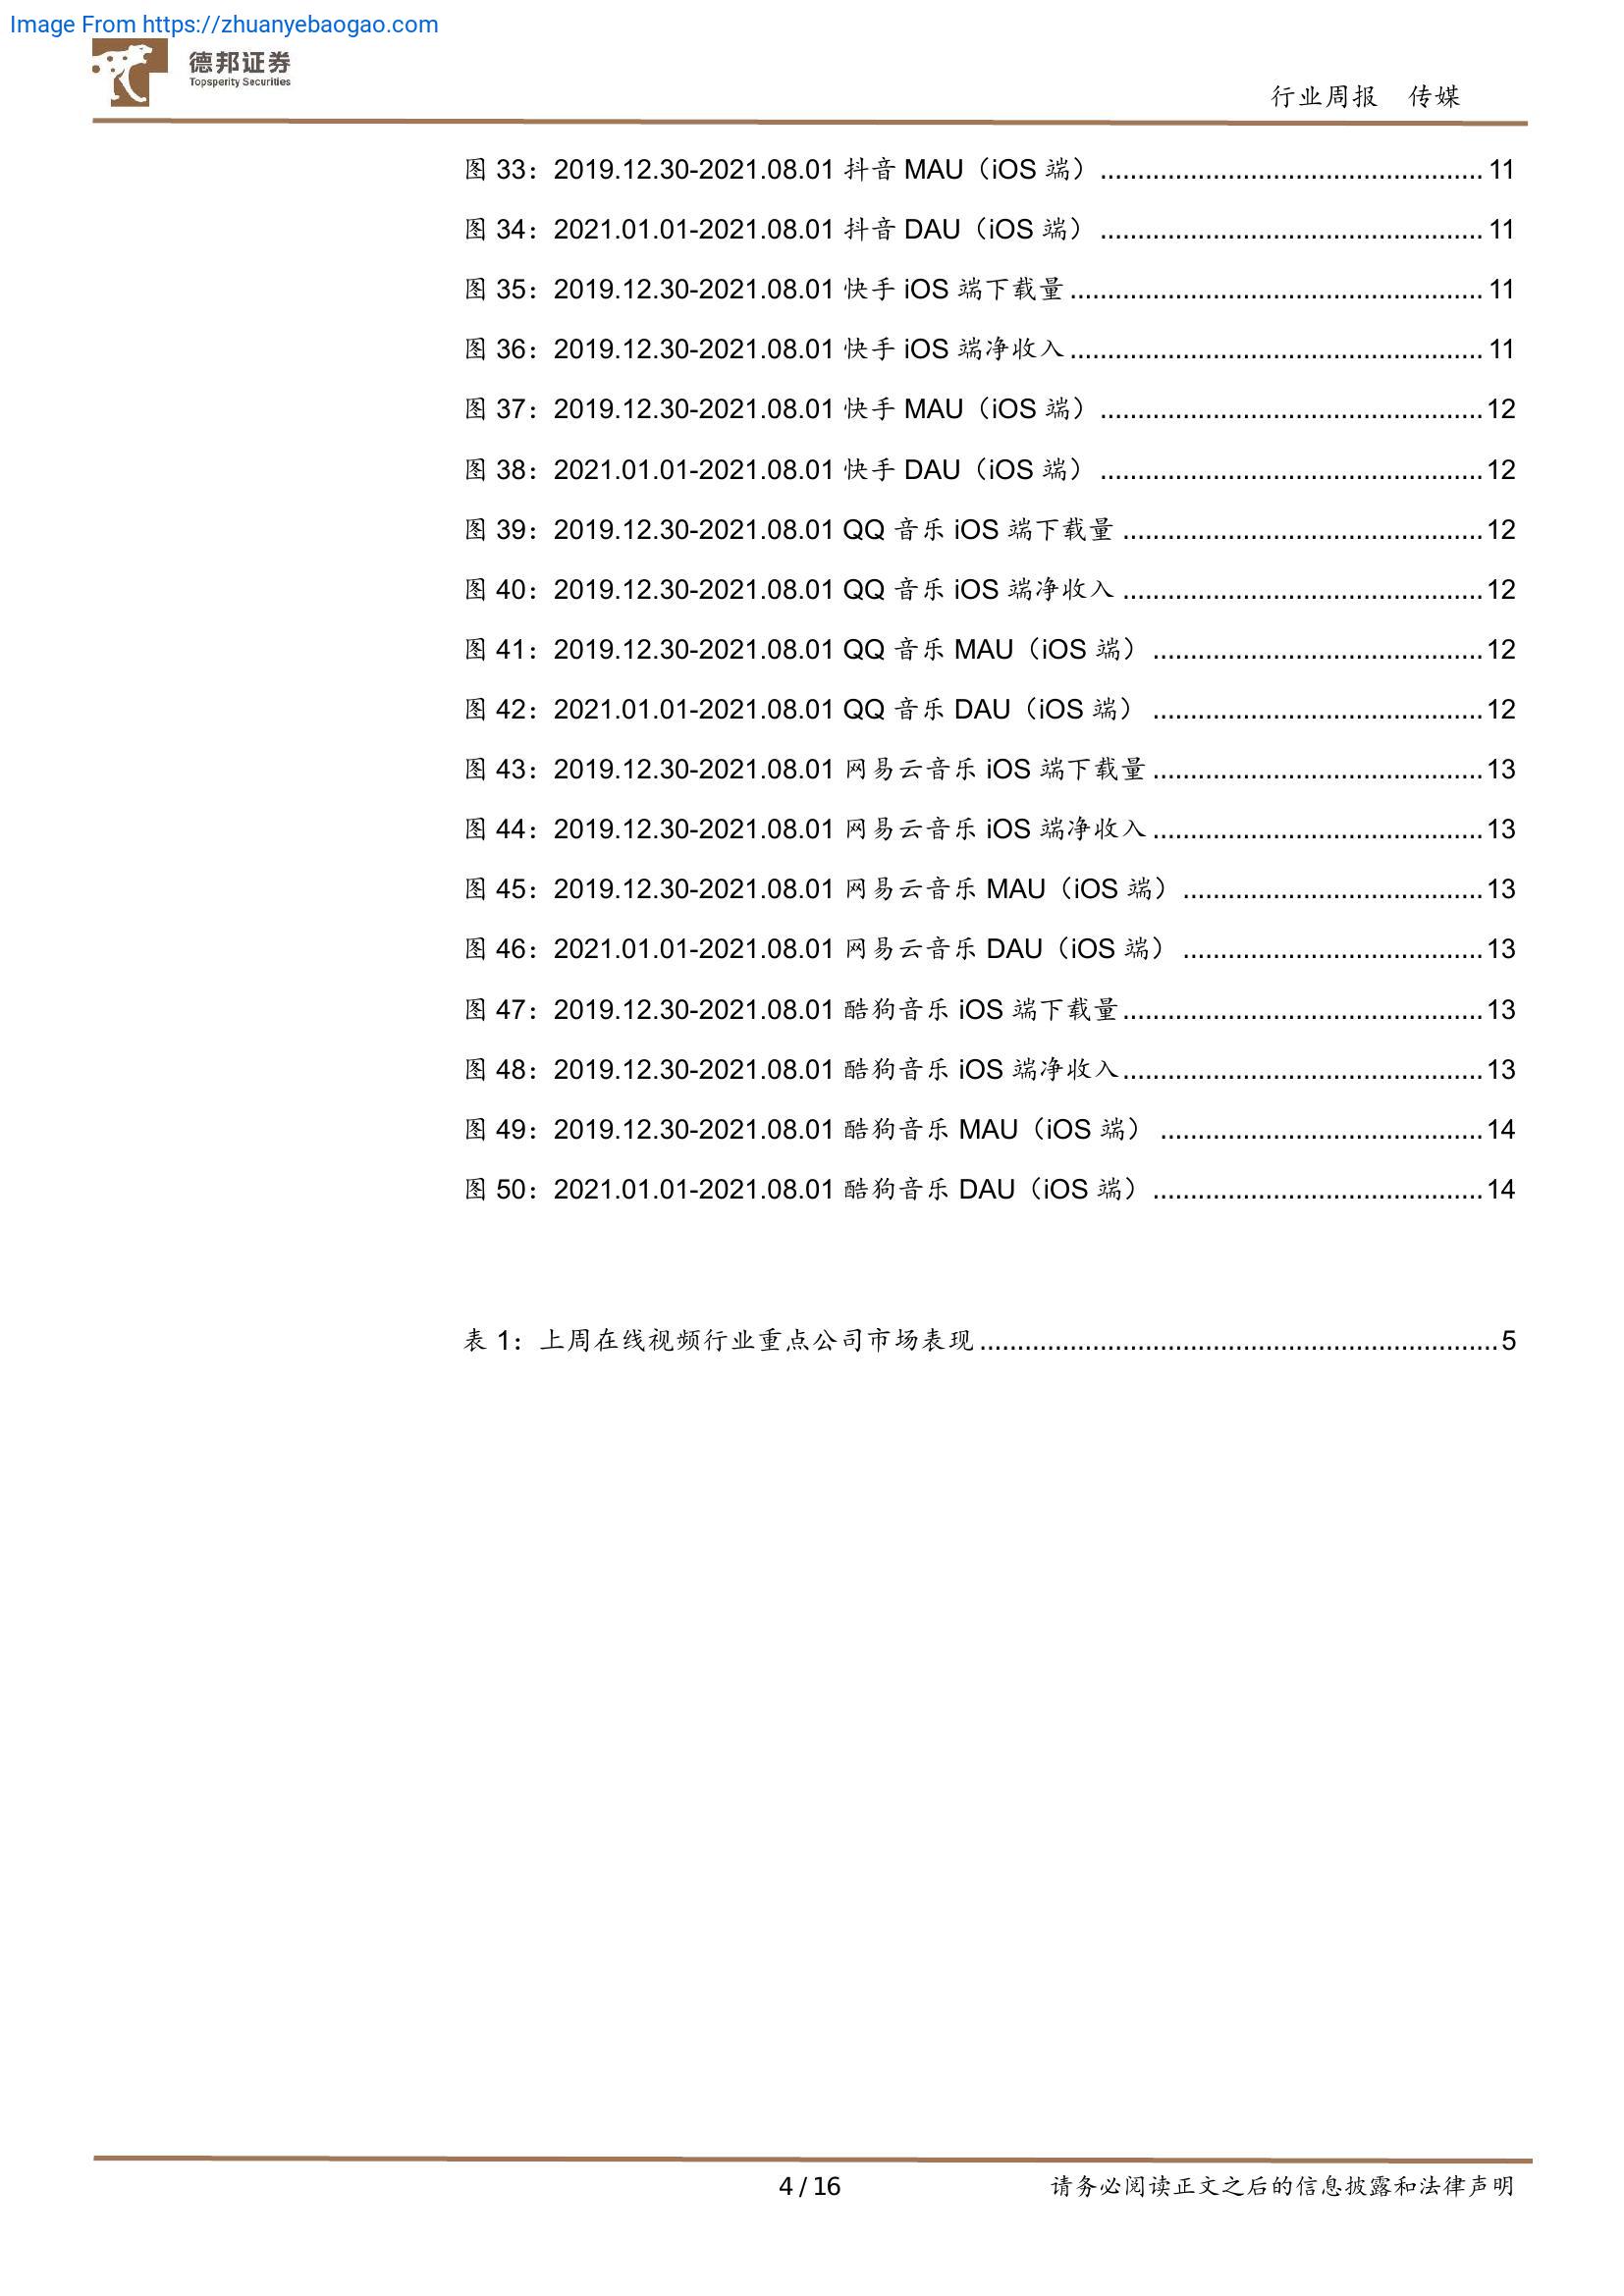 Image From https://zhuanyebaogao.com
德邦证券
Topsperity Securities
行业周报 传媒
图 33：2019.12.30-2021.08.01 抖音 MAU（iOS 端）...................................................11
图 34：2021.01.01-2021.08.01 抖音 DAU（iOS 端）...................................................11
图 35：2019.12.30-2021.08.01 快手 iOS 端下载量.......................................................11
图 36：2019.12.30-2021.08.01 快手 iOS 端净收入.......................................................11
图 37：2019.12.30-2021.08.01 快手 MAU（iOS 端）...................................................12
图 38：2021.01.01-2021.08.01 快手 DAU（iOS 端）...................................................12
图 39：2019.12.30-2021.08.01 QQ 音乐 iOS 端下载量................................................12
图 40：2019.12.30-2021.08.01 QQ 音乐 iOS 端净收入................................................12
图 41：2019.12.30-2021.08.01 QQ 音乐 MAU（iOS 端）............................................12
图 42：2021.01.01-2021.08.01 QQ 音乐 DAU（iOS 端）............................................12
图 43：2019.12.30-2021.08.01 网易云音乐 iOS 端下载量............................................13
图 44：2019.12.30-2021.08.01 网易云音乐 iOS 端净收入............................................13
图 45：2019.12.30-2021.08.01 网易云音乐 MAU（iOS 端）........................................13
图 46：2021.01.01-2021.08.01 网易云音乐 DAU（iOS 端）........................................13
图 47：2019.12.30-2021.08.01 酷狗音乐 iOS 端下载量................................................13
图 48：2019.12.30-2021.08.01 酷狗音乐 iOS 端净收入................................................13
图 49：2019.12.30-2021.08.01 酷狗音乐 MAU（iOS 端）...........................................14
图 50：2021.01.01-2021.08.01 酷狗音乐 DAU（iOS 端）............................................14
表 1：上周在线视频行业重点公司市场表现.....................................................................5
4 / 16
请务必阅读正文之后的信息披露和法律声明